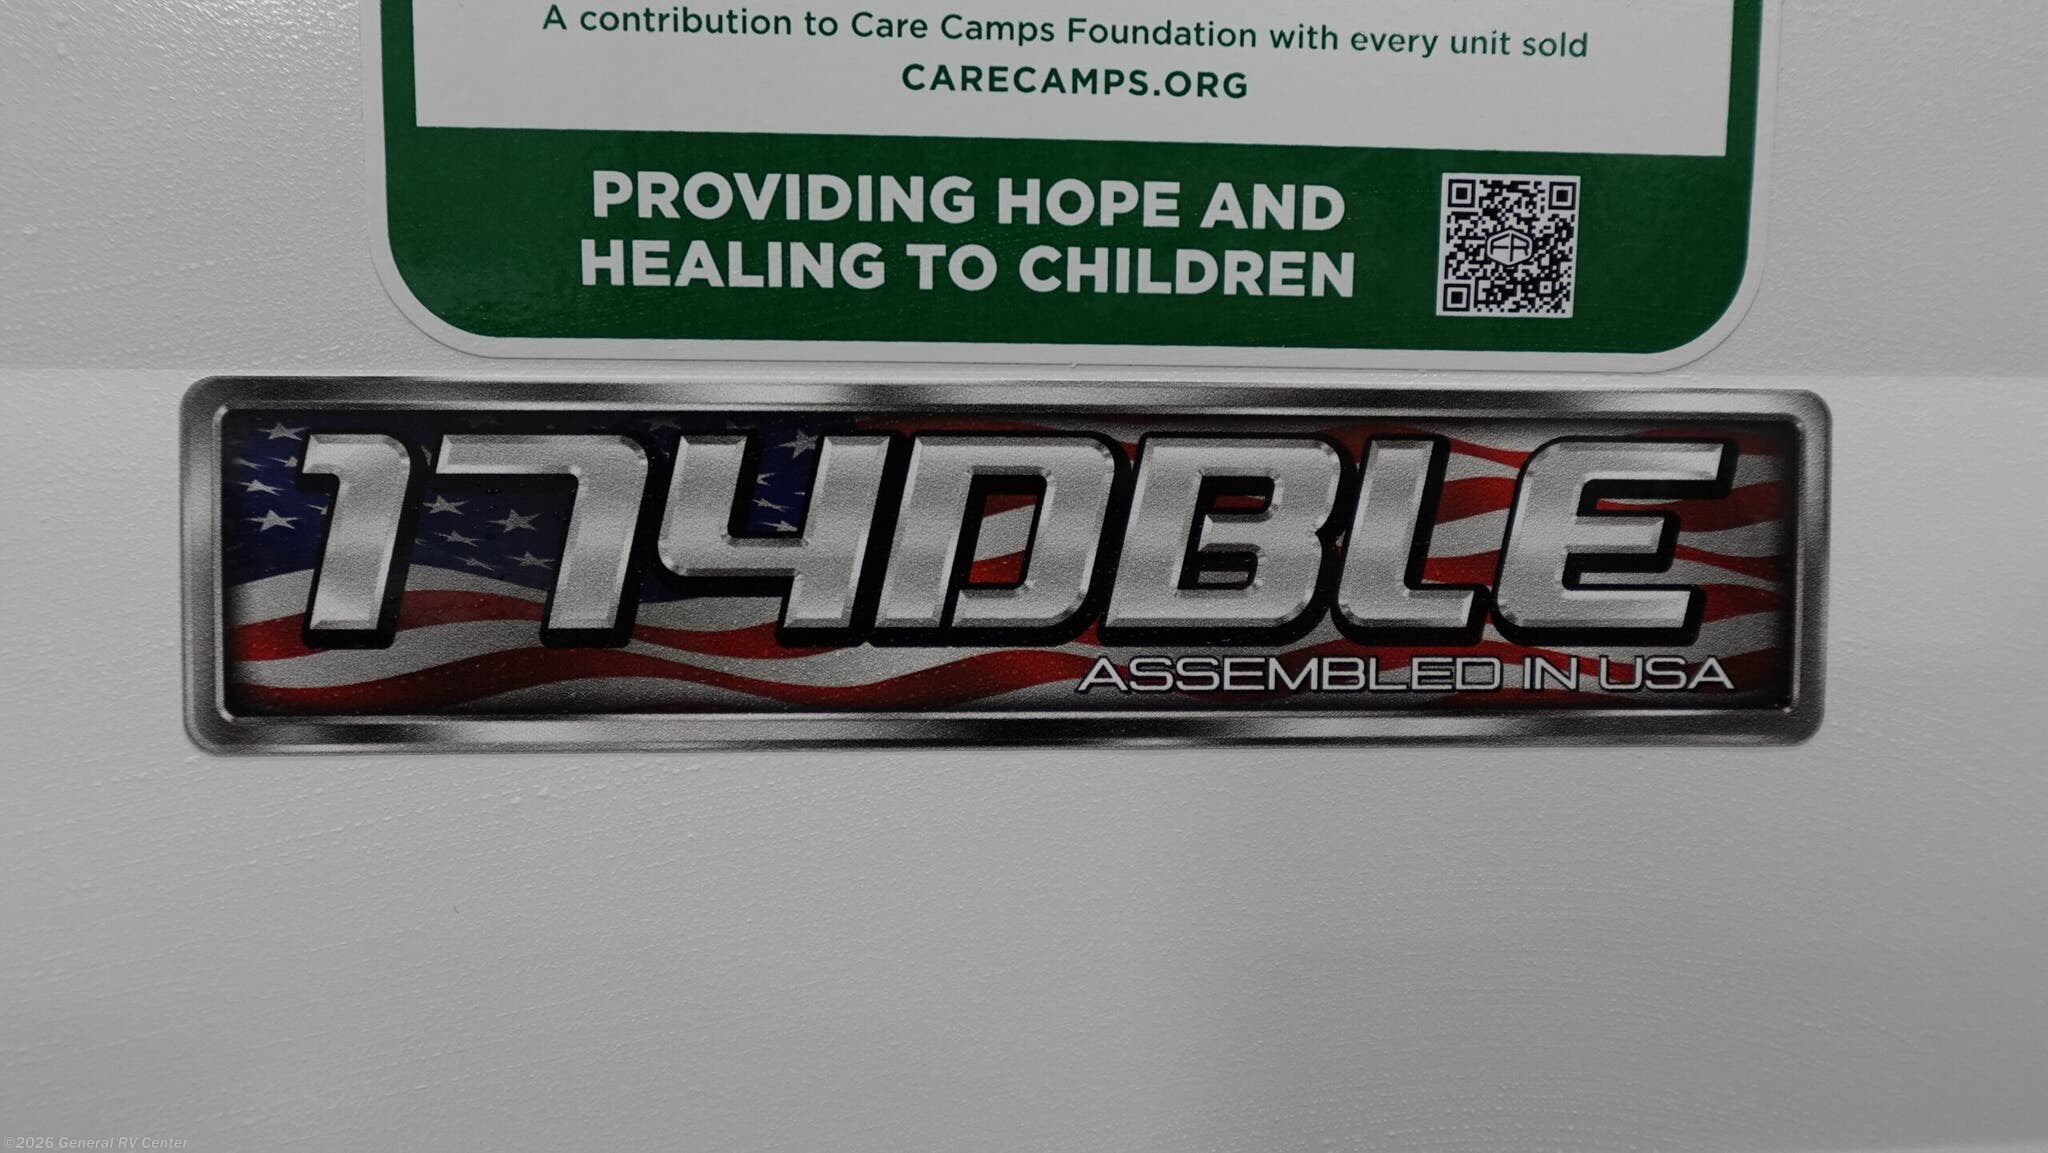 A contribution to Care Camps Foundation with every unit sold
CARECAMPS.ORG
PROVIDING HOPE AND
HEALING TO CHILDREN
FR
174DBLE
ASSEMBLED IN USA
©2026 General RV Center